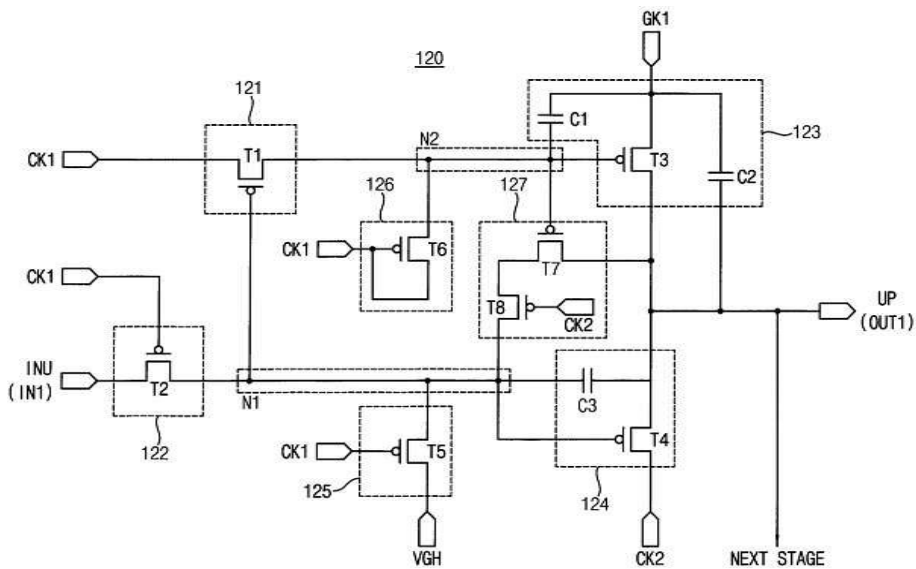 GK1
120
121
C1
123
N2
T1
T3
CK1
C2
126
127
CK1
T6
T7
CK1
T8
CK2
UP
(OUT1)
INU
(IN1)
T2
N1
C3
122
CK1
T5
T4
125
124
VGH
CK2
NEXT STAGE